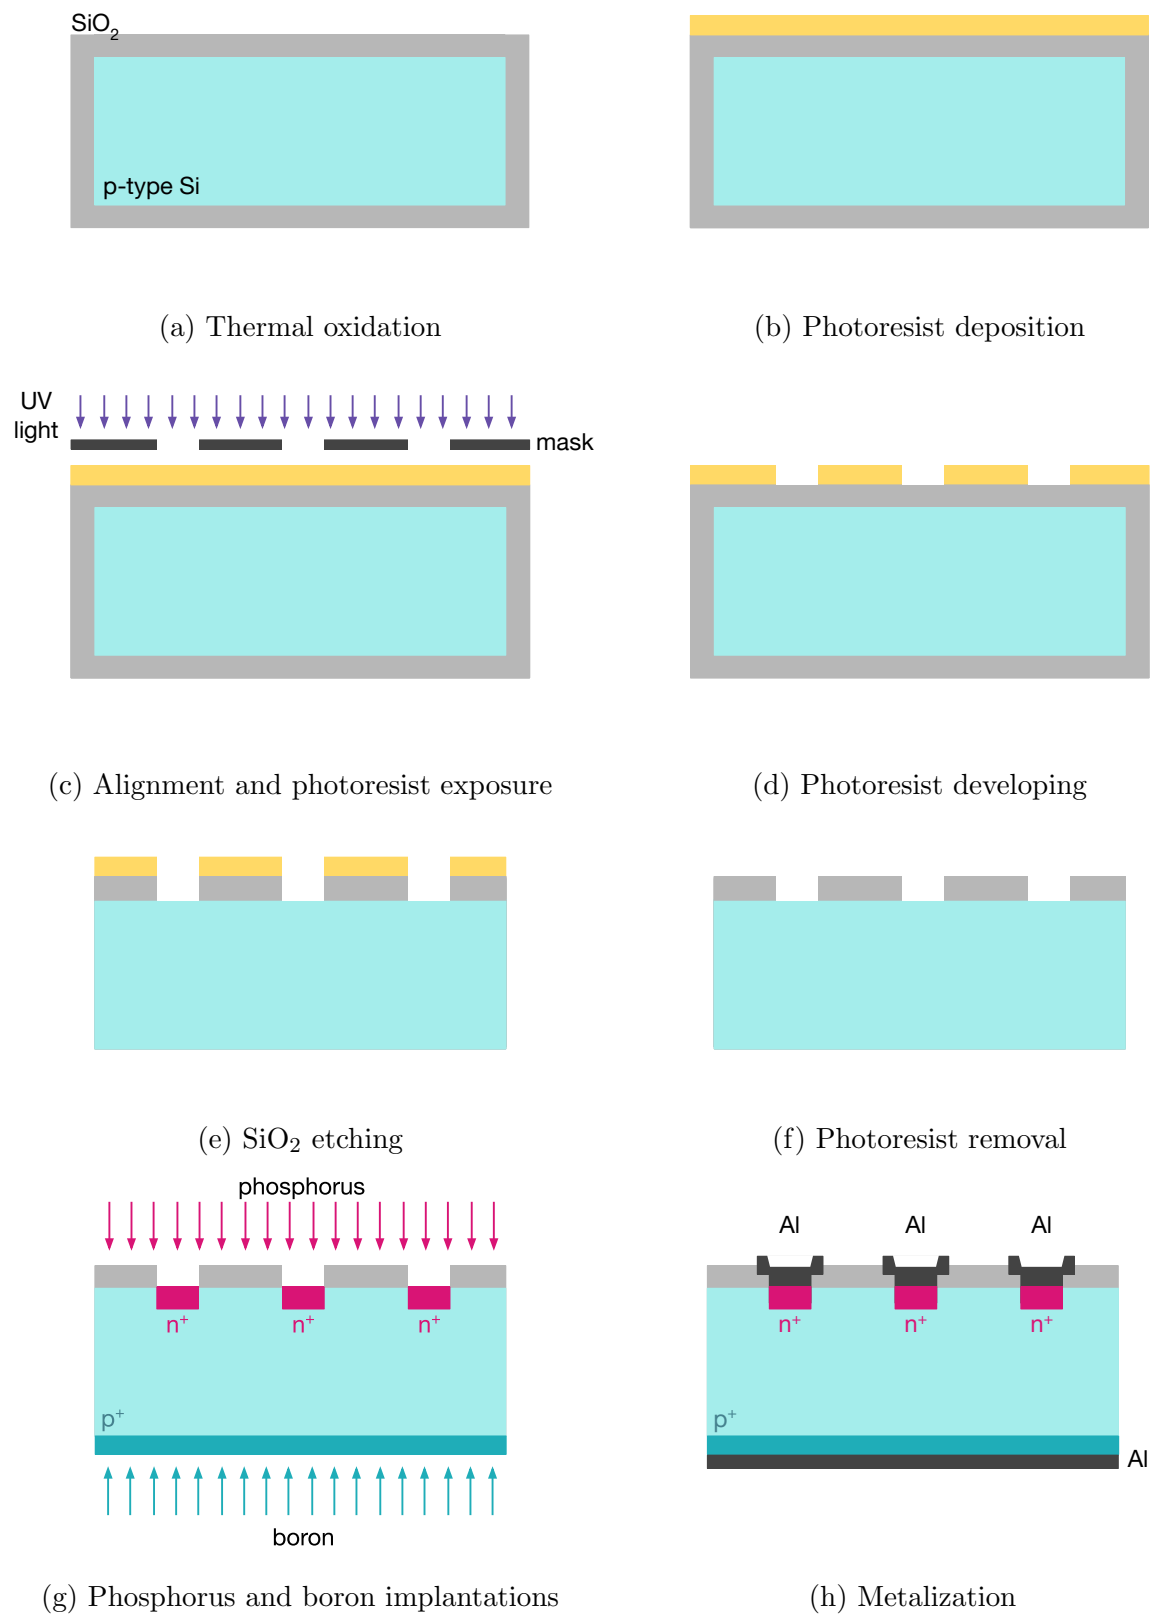 SiO₂
p-type Si
(a) Thermal oxidation
(b) Photoresist deposition
UV
light
mask
(c) Alignment and photoresist exposure
(d) Photoresist developing
(e) SiO₂ etching
(f) Photoresist removal
phosphorus
n⁺ n⁺ n⁺
p⁺
boron
(g) Phosphorus and boron implantations
Al Al Al
n⁺ n⁺ n⁺
p⁺
Al
(h) Metalization